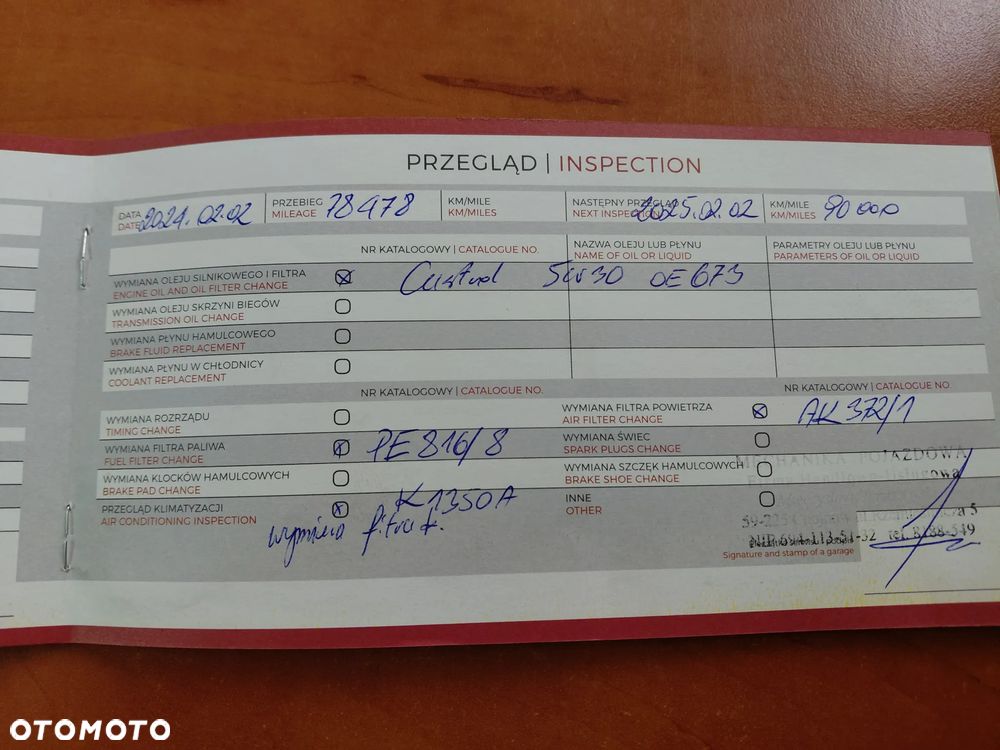 PRZEGLĄD | INSPECTION
DATA PRZEBIEG 78478 KM/MILE NASTĘPNY PRZEGLĄD KM/MILE 90 000
DATE 2024.02.02 MILEAGE KM/MILES NEXT INSPECTION 2025.02.02 KM/MILES
NR KATALOGOWY | CATALOGUE NO. NAZWA OLEJU LUB PŁYNU PARAMETRY OLEJU LUB PŁYNU
NAME OF OIL OR LIQUID PARAMETERS OF OIL OR LIQUID
WYMIANA OLEJU SILNIKOWEGO I FILTRA
ENGINE OIL AND OIL FILTER CHANGE 5W30 OE673
WYMIANA OLEJU SKRZYNI BIEGÓW
TRANSMISSION OIL CHANGE
WYMIANA PŁYNU HAMULCOWEGO
BRAKE FLUID REPLACEMENT
WYMIANA PŁYNU W CHŁODNICY
COOLANT REPLACEMENT
NR KATALOGOWY | CATALOGUE NO. NR KATALOGOWY | CATALOGUE NO
WYMIANA ROZRZĄDU WYMIANA FILTRA POWIETRZA AK372/1
TIMING CHANGE AIR FILTER CHANGE
WYMIANA FILTRA PALIWA PE816/8 WYMIANA ŚWIEC
FUEL FILTER CHANGE SPARK PLUGS CHANGE
WYMIANA KLOCKÓW HAMULCOWYCH WYMIANA SZCZĘK HAMULCOWYCH
BRAKE PAD CHANGE BRAKE SHOE CHANGE
PRZEGLĄD KLIMATYZACJI K1350A INNE
AIR CONDITIONING INSPECTION OTHER
MECHANIKA POJAZDOWA
Signature and stamp of a garage
OTOMOTO